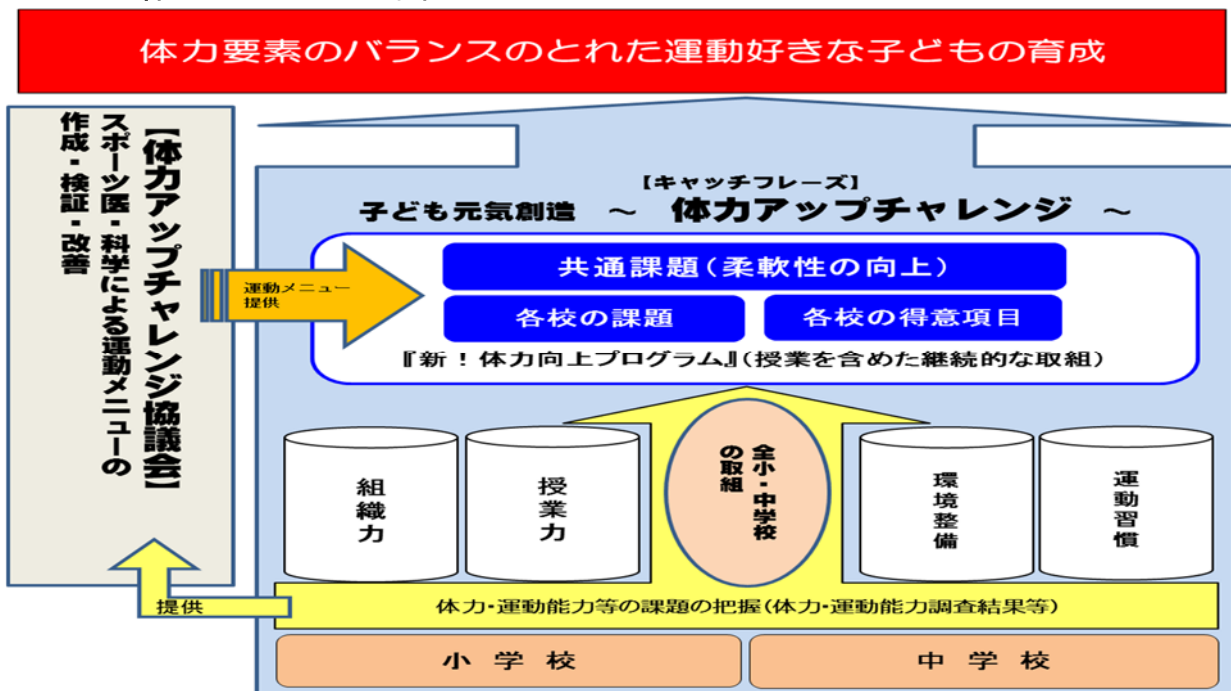 体力要素のバランスのとれた運動好きな子どもの育成
【体力アップチャレンジ協議会】
スポーツ医・科学による運動メニューの
作成・検証・改善
【キャッチフレーズ】
子ども元気創造 ～ 体力アップチャレンジ ～
運動メニュー
提供
共通課題(柔軟性の向上)
各校の課題
各校の得意項目
『新！体力向上プログラム』(授業を含めた継続的な取組)
組織力
授業力
全小・中学校
の取組
環境整備
運動習慣
提供
体力・運動能力等の課題の把握(体力・運動能力調査結果等)
小 学 校
中 学 校